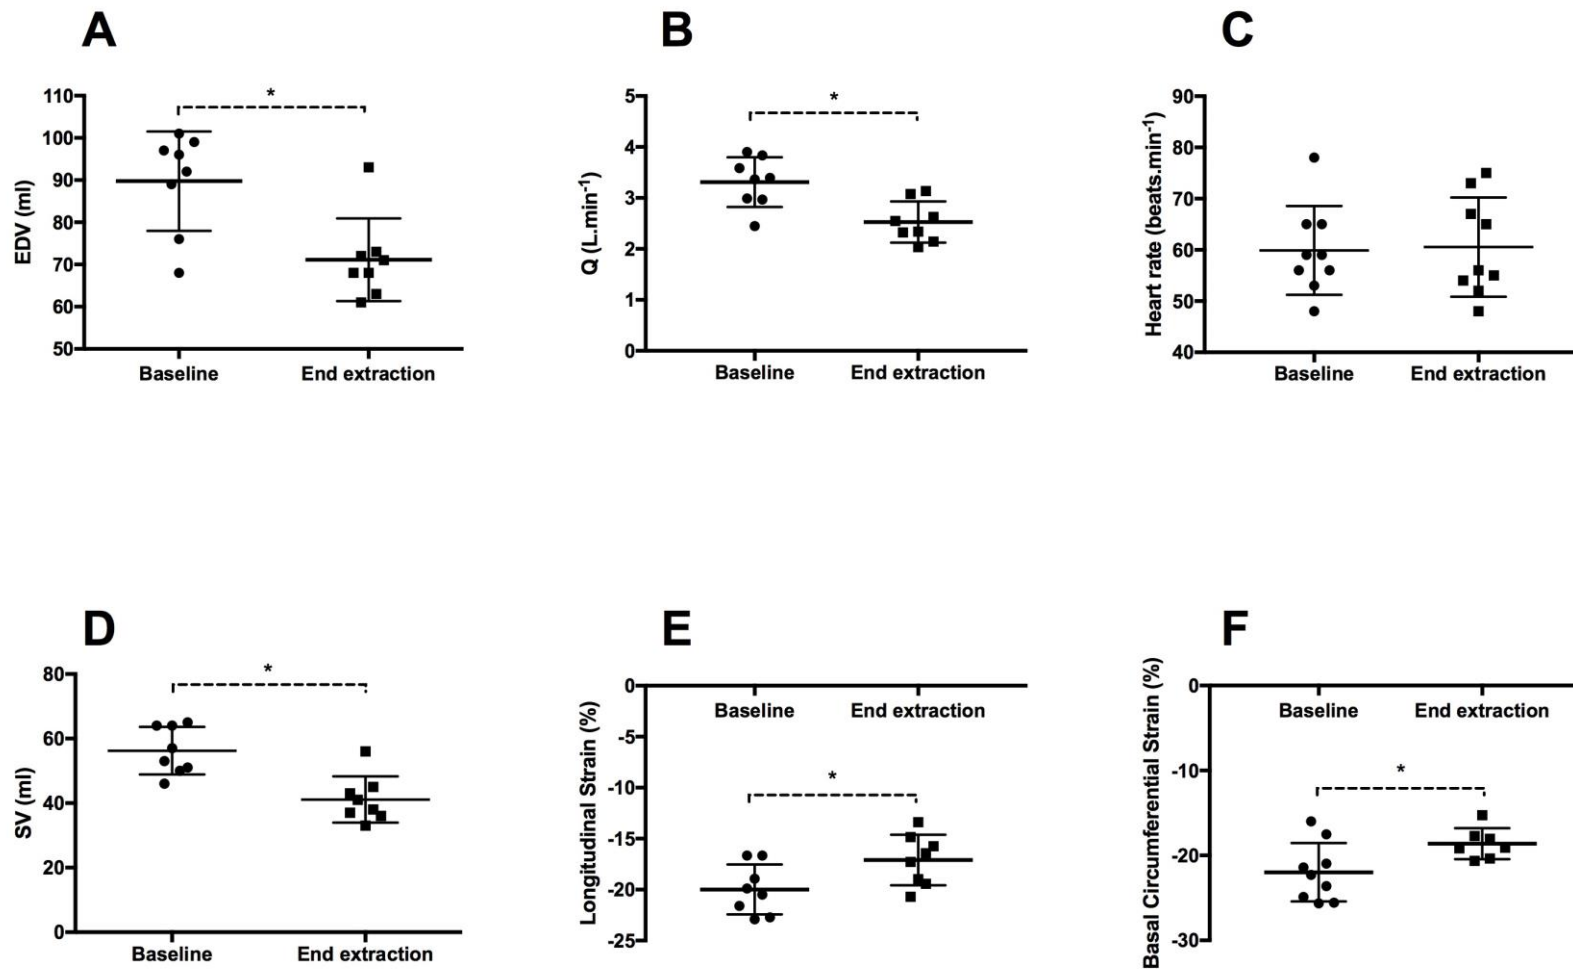 A
EDV (ml)
110
100
90
80
70
60
50
*
Baseline
End extraction
B
Q (L.min-1)
5
4
3
2
1
0
*
Baseline
End extraction
C
Heart rate (beats.min-1)
90
80
70
60
50
40
Baseline
End extraction
D
SV (ml)
80
60
40
20
0
*
Baseline
End extraction
E
Longitudinal Strain (%)
0
-5
-10
-15
-20
-25
Baseline
End extraction
*
F
Basal Circumferential Strain (%)
0
-10
-20
-30
Baseline
End extraction
*